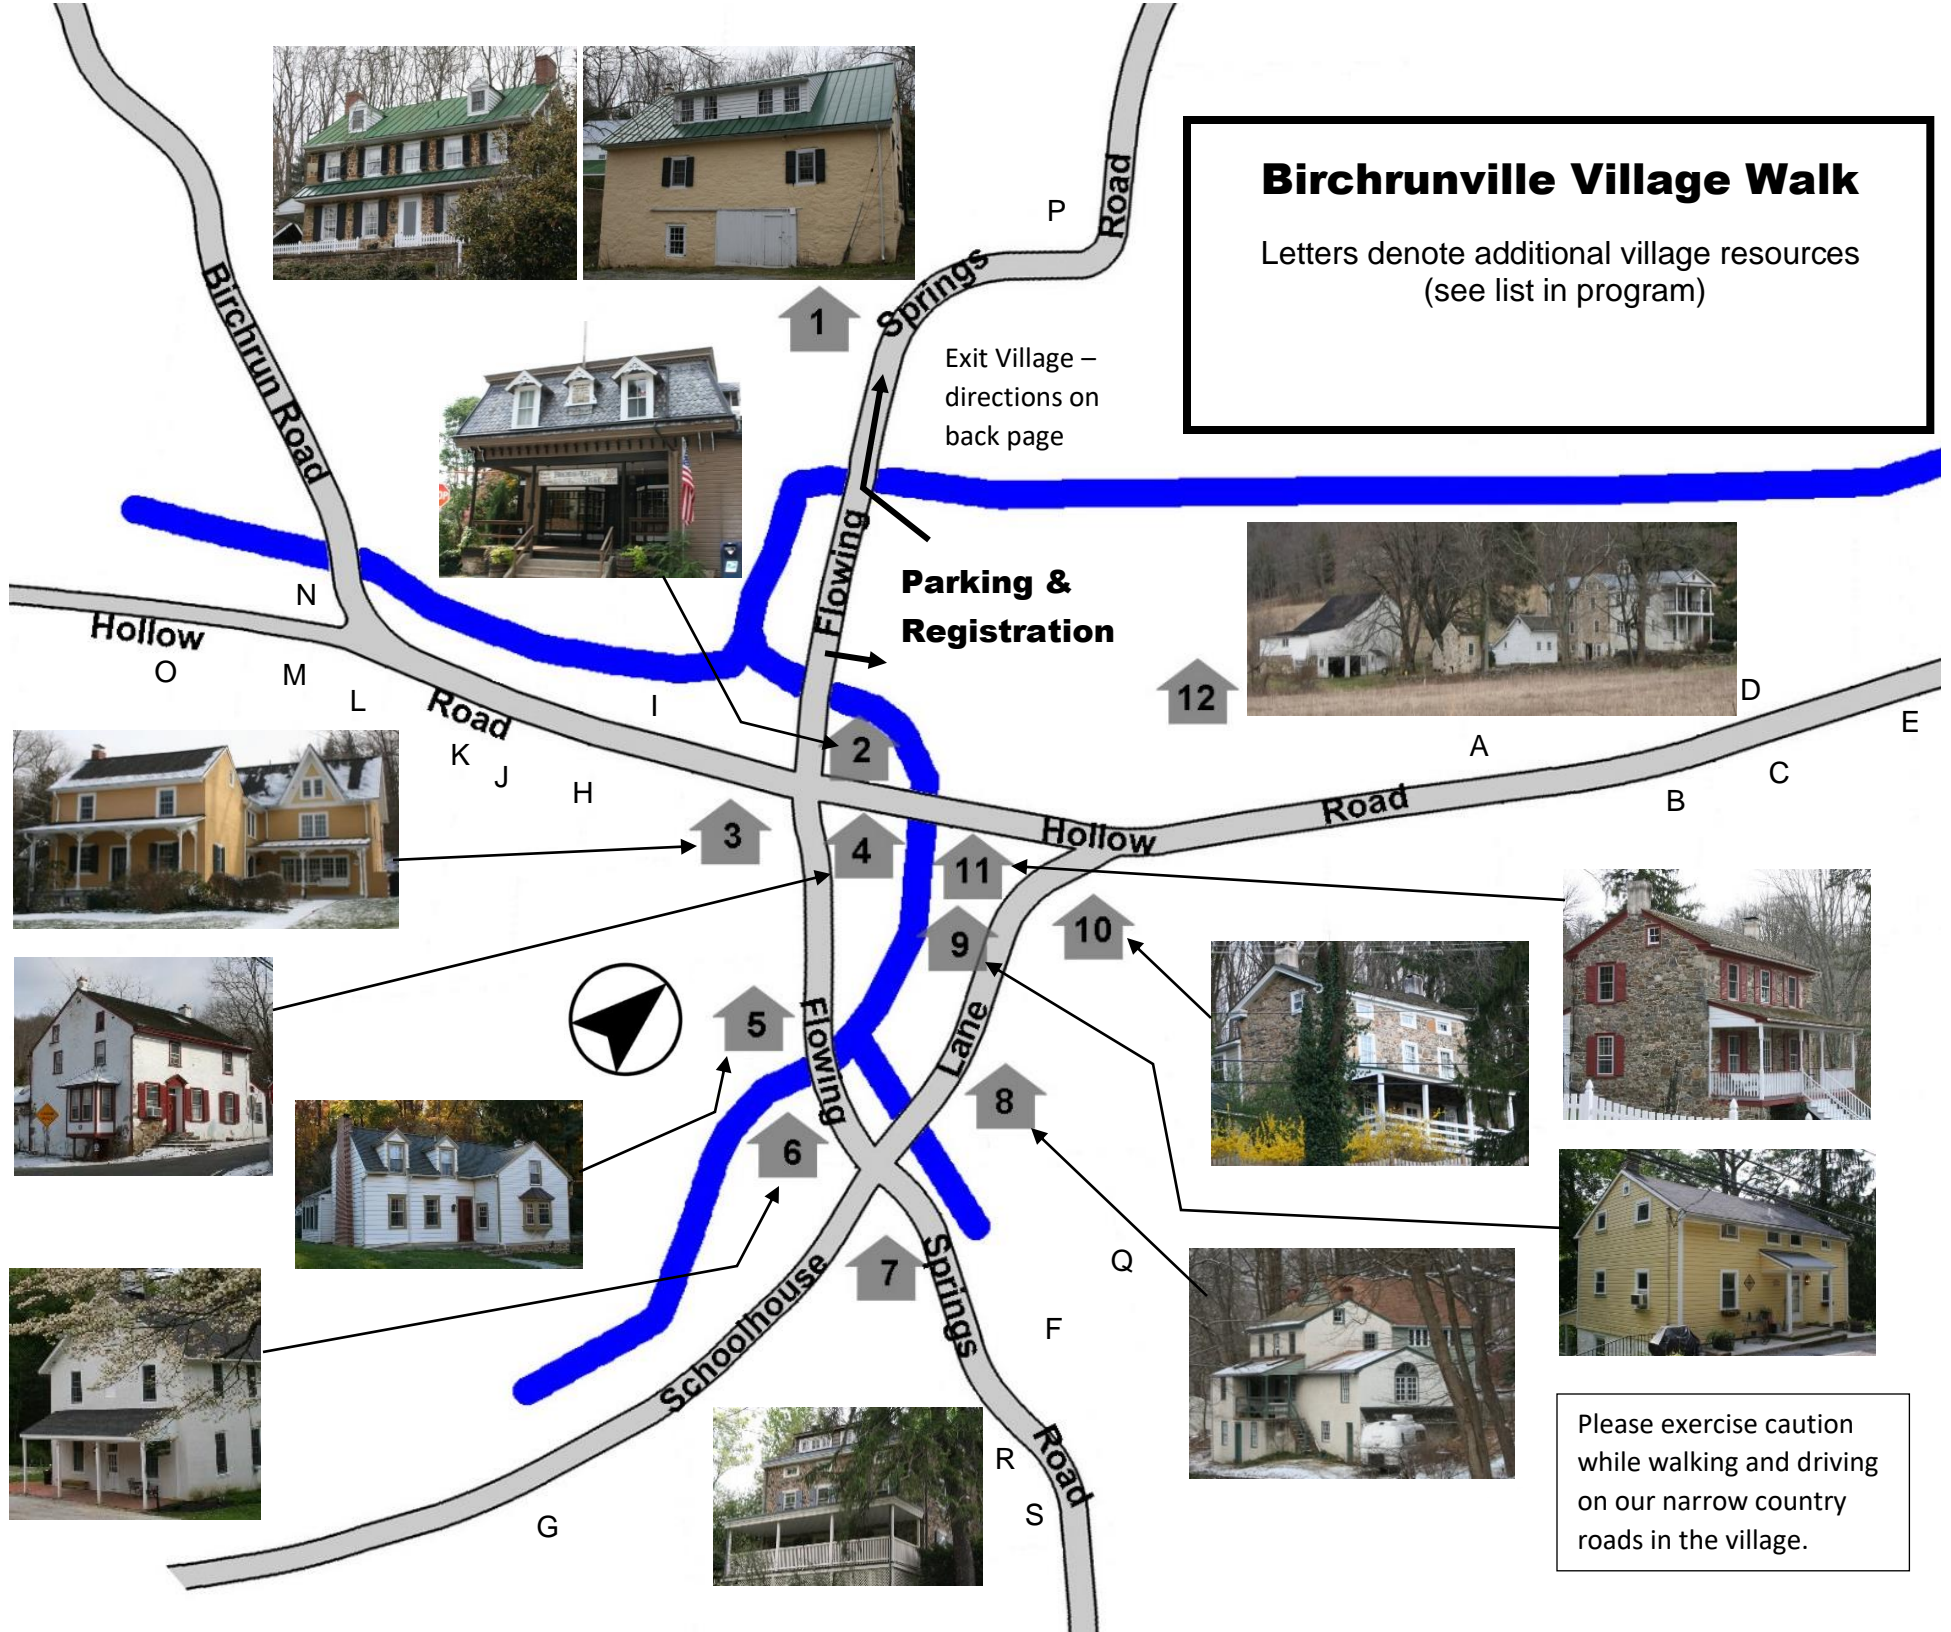 Birchrunville Village Walk
Letters denote additional village resources
(see list in program)
P
Road
Springs
1
Birchrun Road
Exit Village –
directions on
back page
Flowing
Parking &
Registration
N
Hollow
O
M
L
Road
I
K
J
H
2
12
D
E
A
C
B
Road
3
4
Hollow
11
9
10
5
Flowing
Lane
8
6
7
Springs
Q
F
Schoolhouse
R
Road
S
G
Please exercise caution
while walking and driving
on our narrow country
roads in the village.